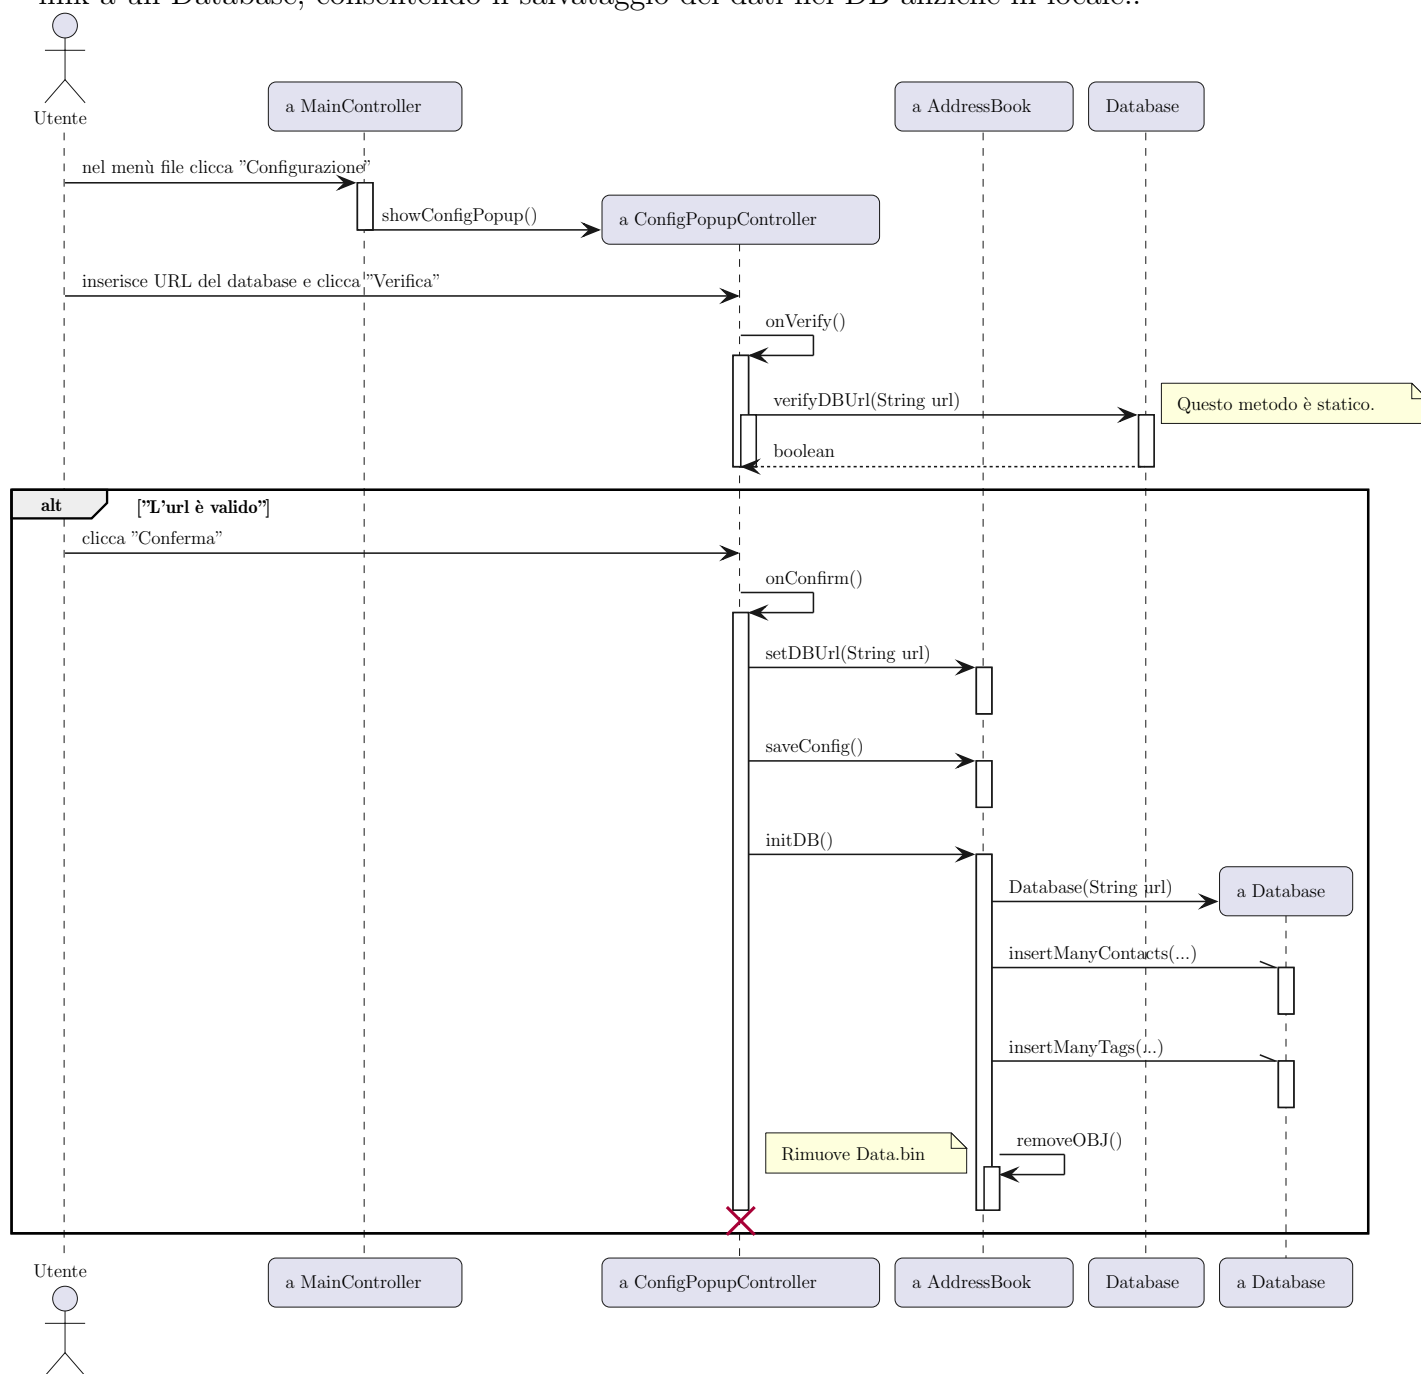 link a un Database, consentendo il salvataggio dei dati nel DB anziché in locale..
Utente
a MainController
a AddressBook
Database
nel menù file clicca ”Configurazione”
showConfigPopup()
a ConfigPopupController
inserisce URL del database e clicca ”Verifica”
onVerify()
verifyDBUrl(String url)
Questo metodo è statico.
boolean
alt
[”L’url è valido”]
clicca ”Conferma”
onConfirm()
setDBUrl(String url)
saveConfig()
initDB()
Database(String url)
a Database
insertManyContacts(...)
insertManyTags(...)
removeOBJ()
Rimuove Data.bin
Utente
a MainController
a ConfigPopupController
a AddressBook
Database
a Database